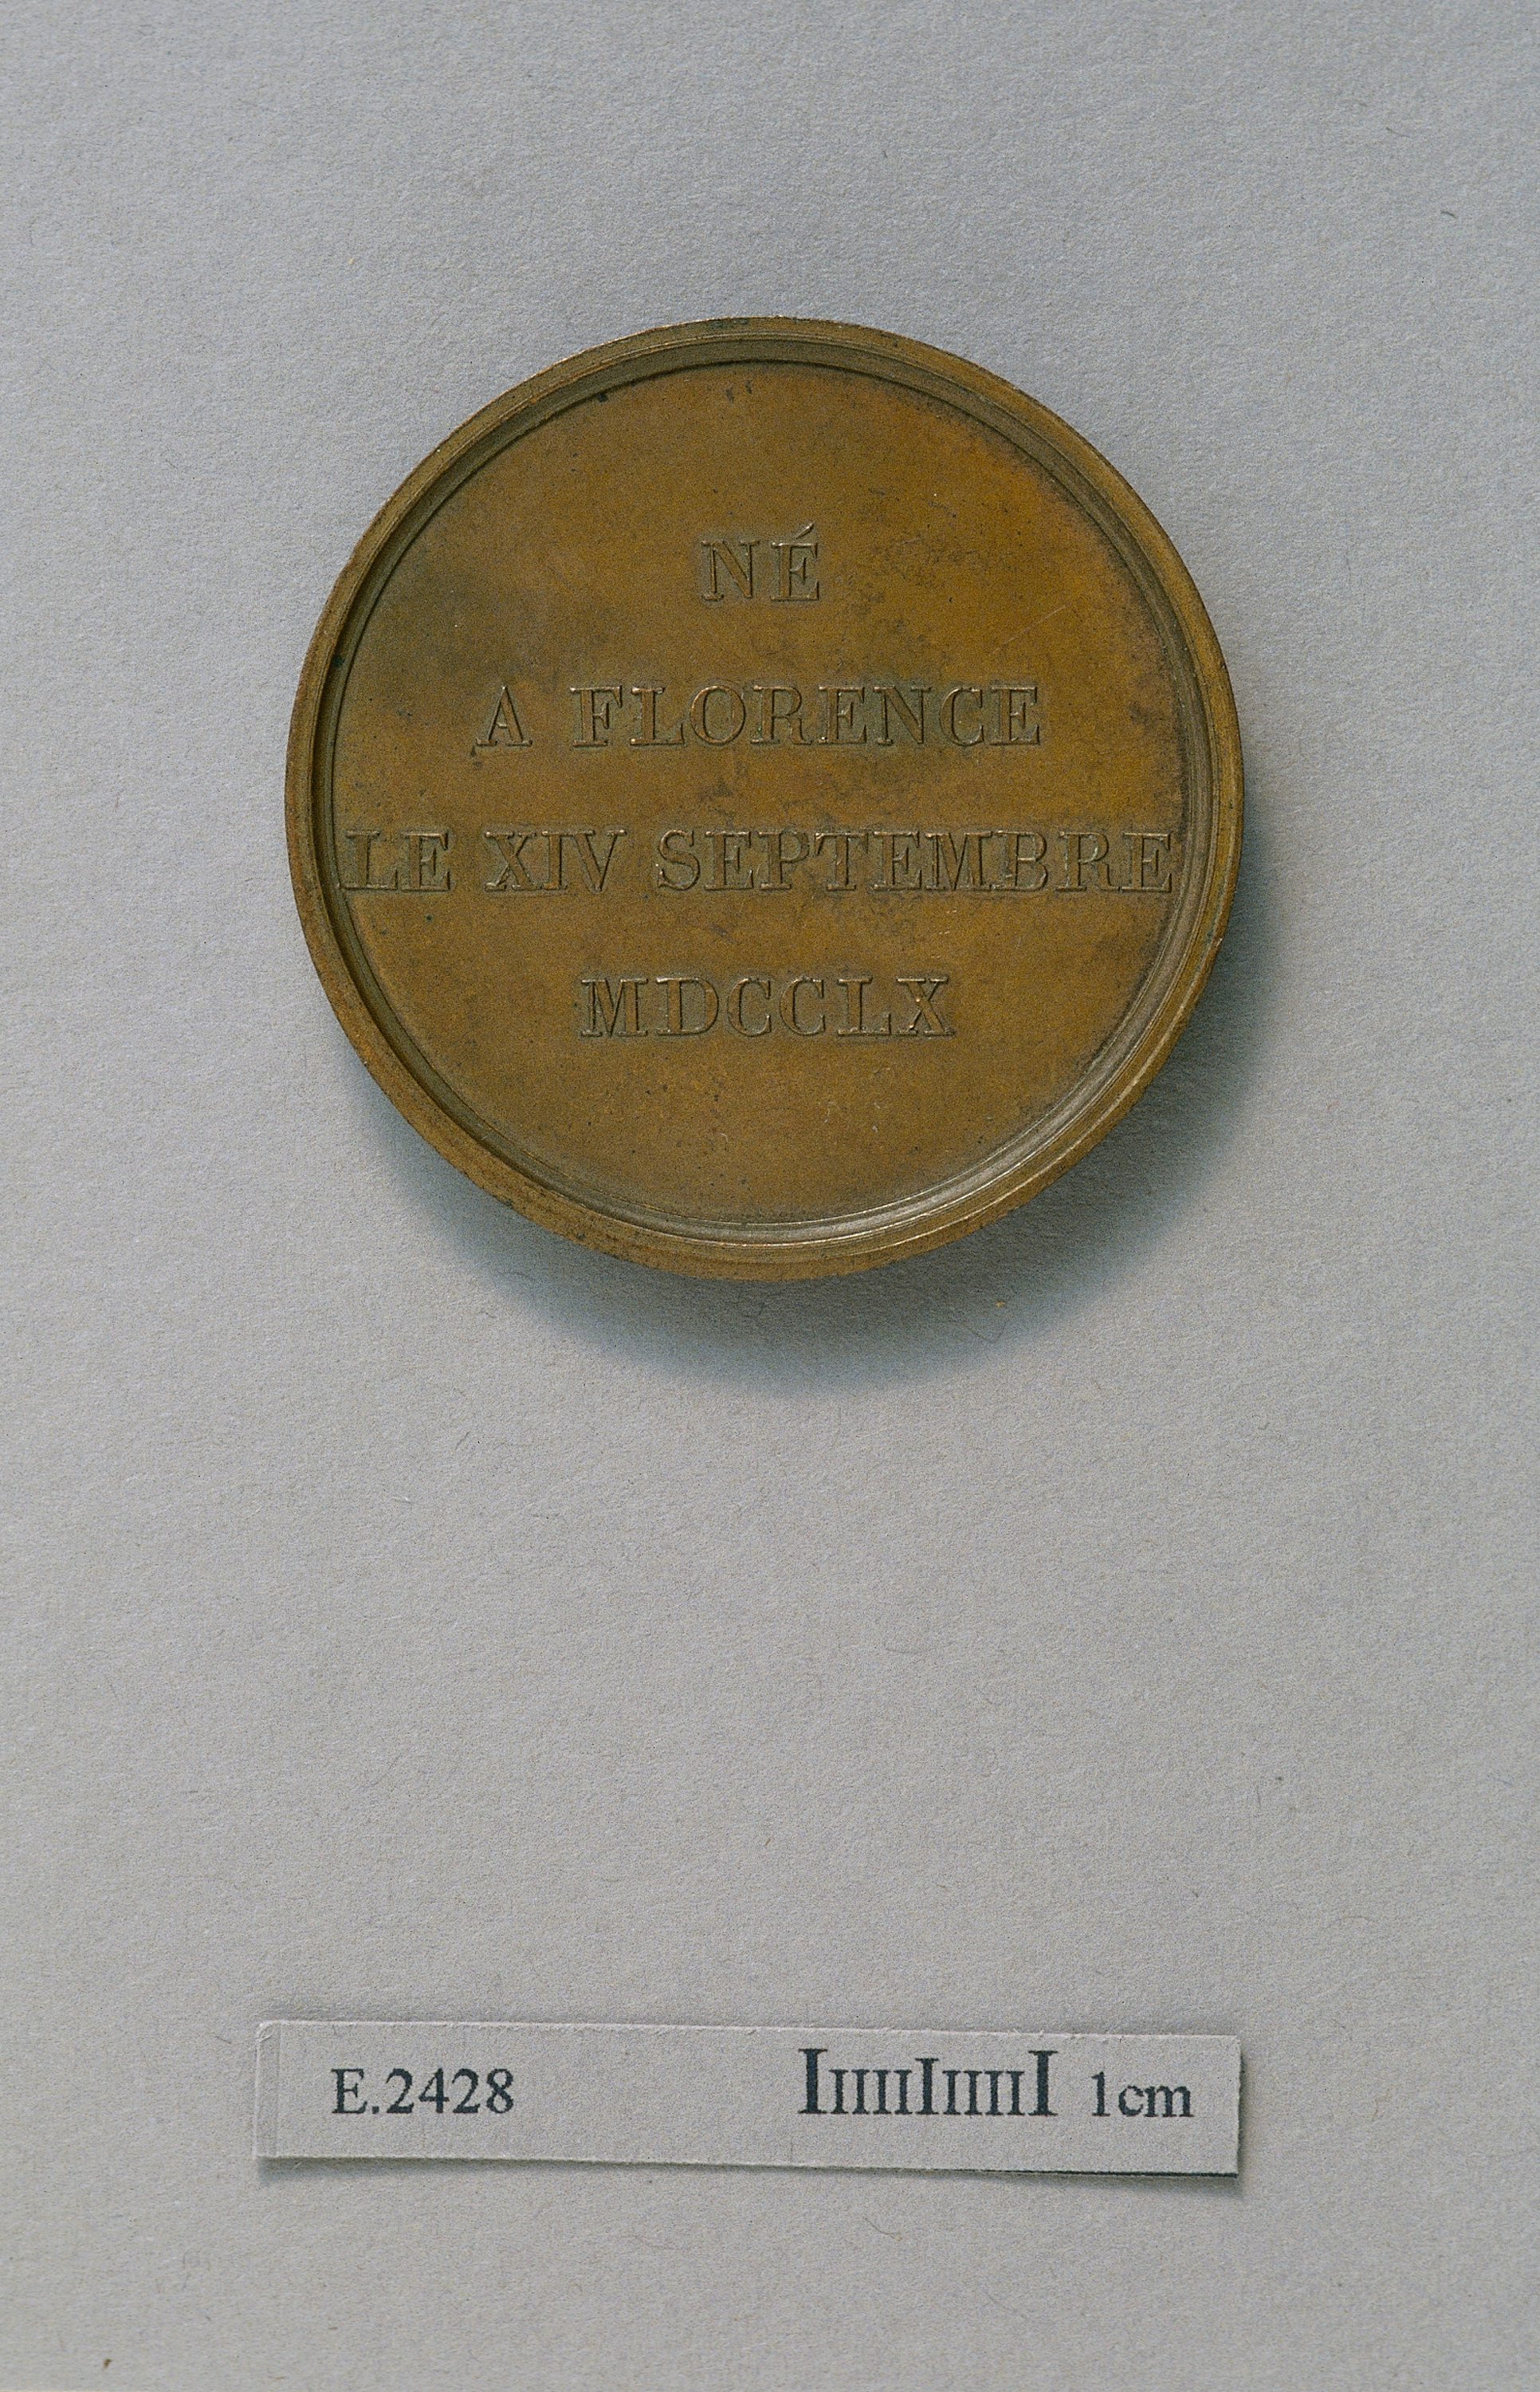 NÉ
A FLORENCE
LE XIV SEPTEMBRE
MDCCLX
E.2428 1cm